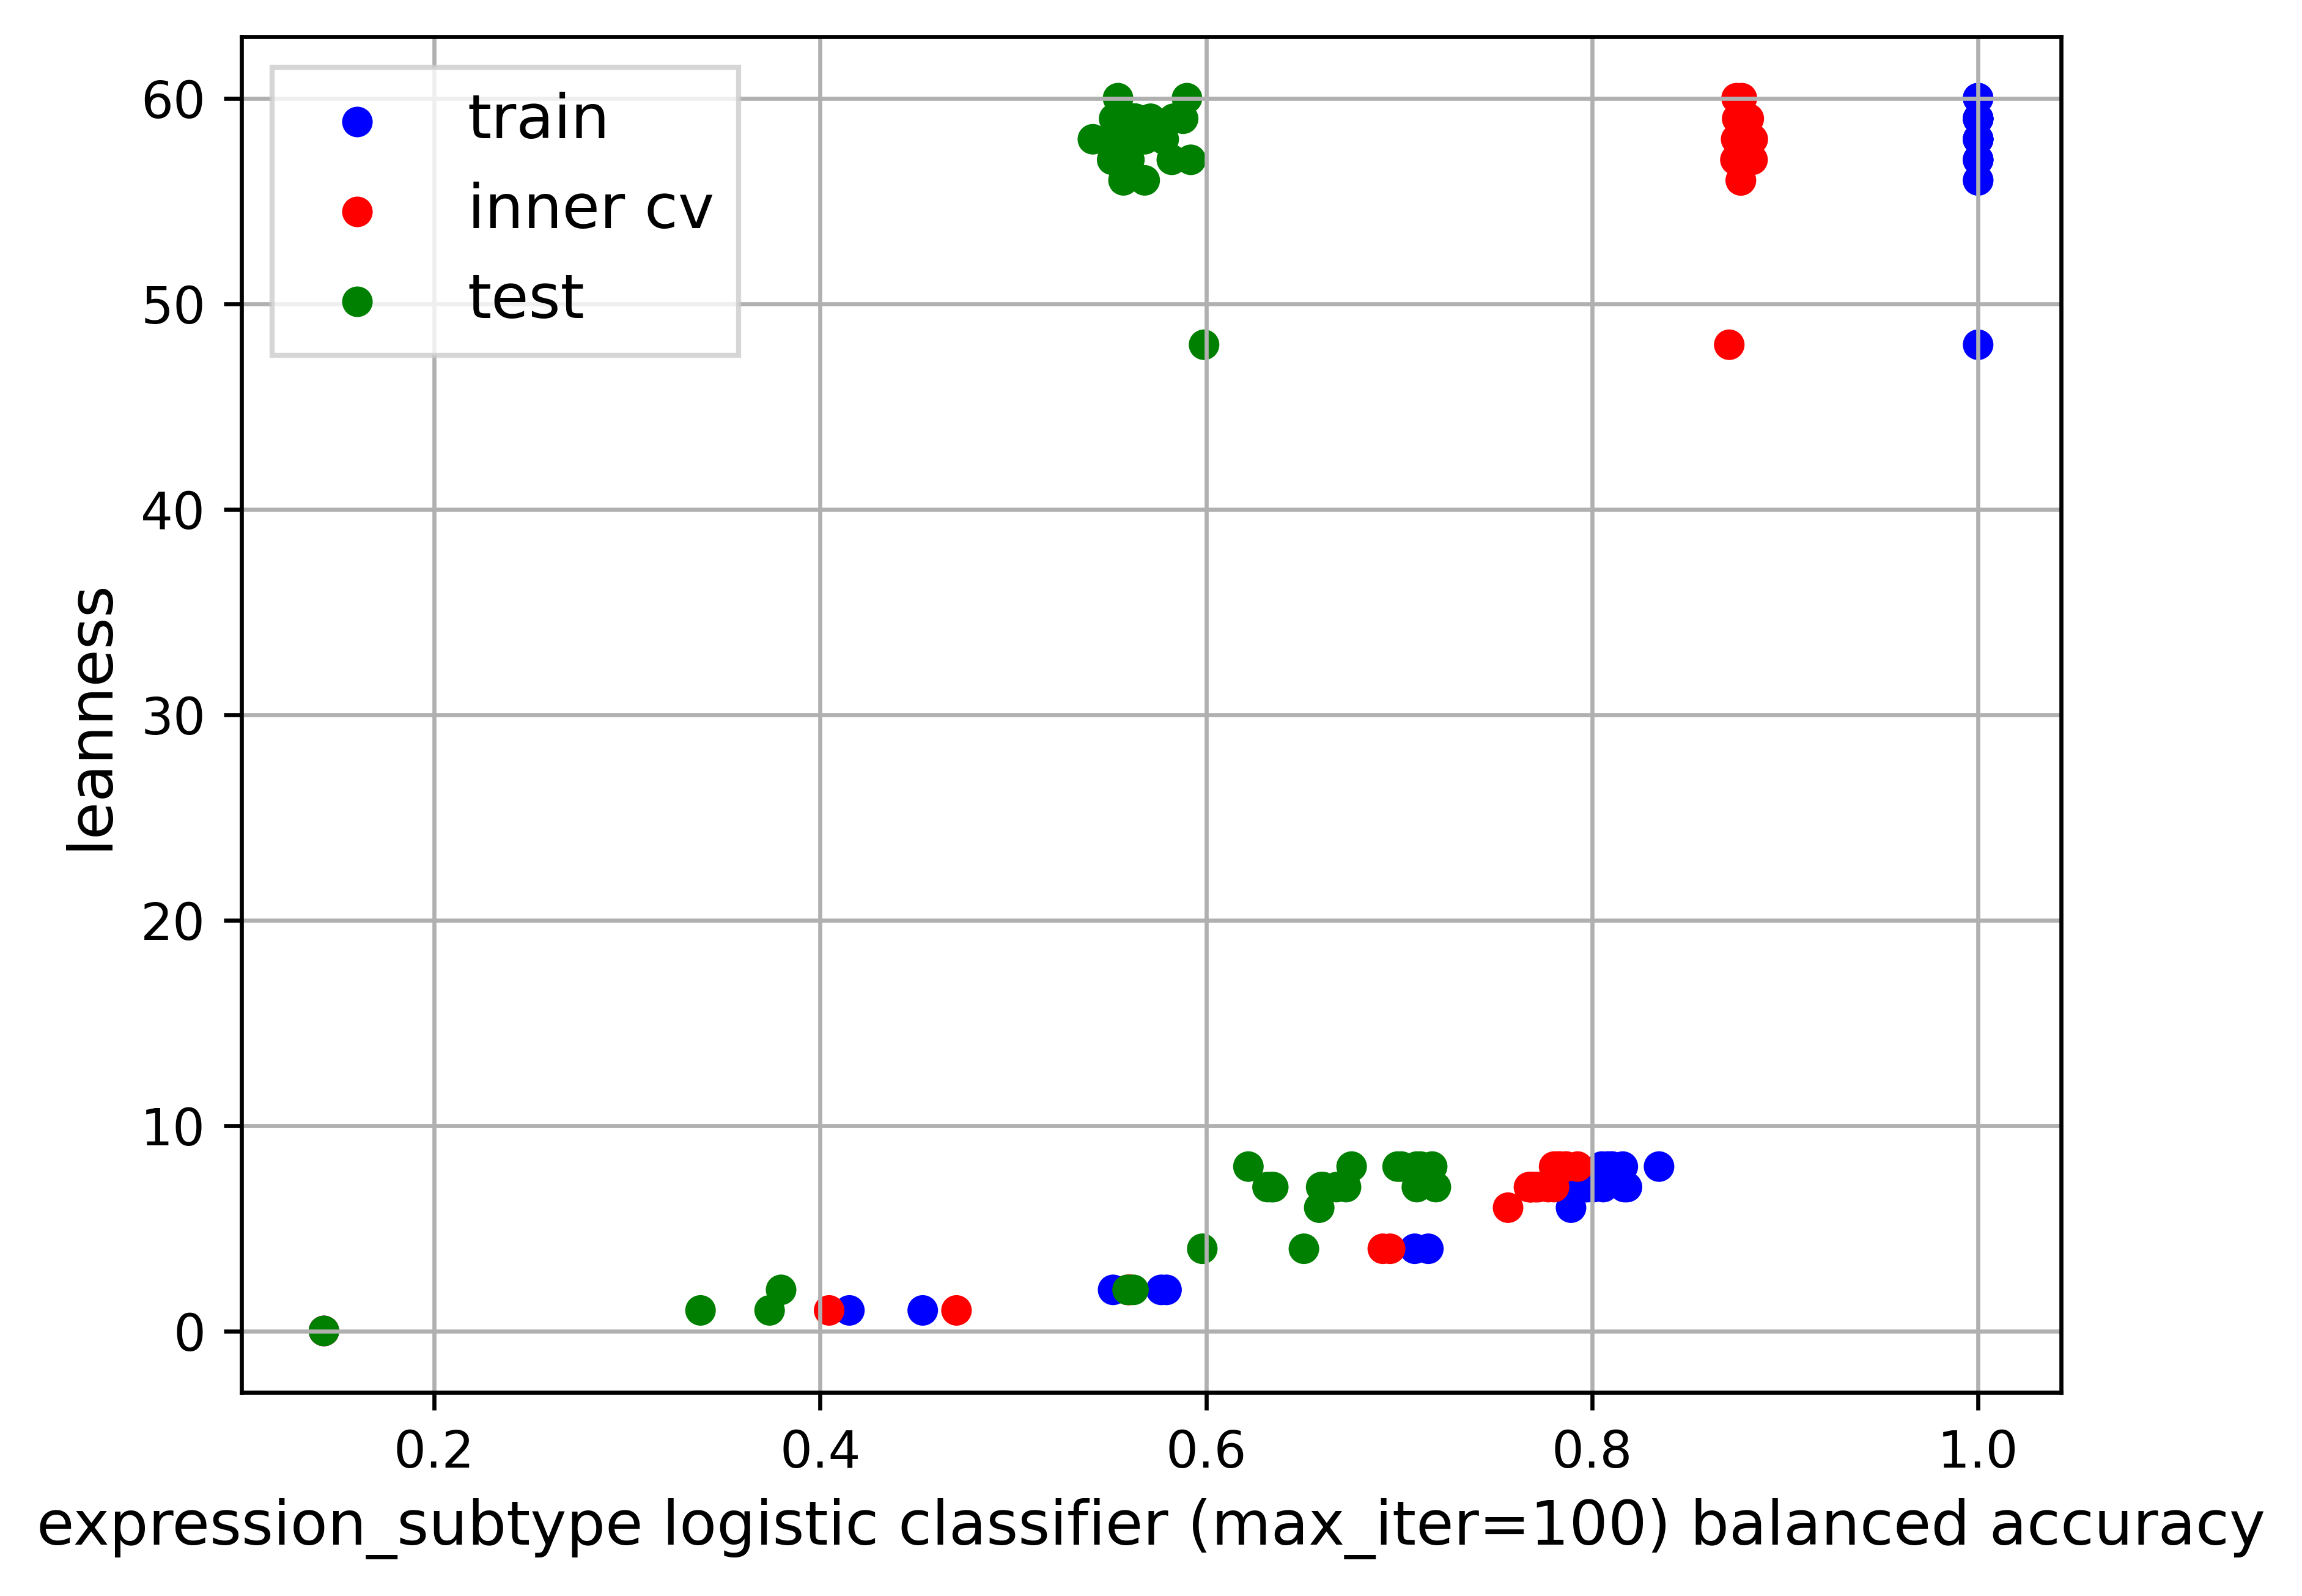 train
inner cv
test
60
50
40
30
20
10
0
leanness
0.2 0.4 0.6 0.8 1.0
expression_subtype logistic classifier (max_iter=100) balanced accuracy